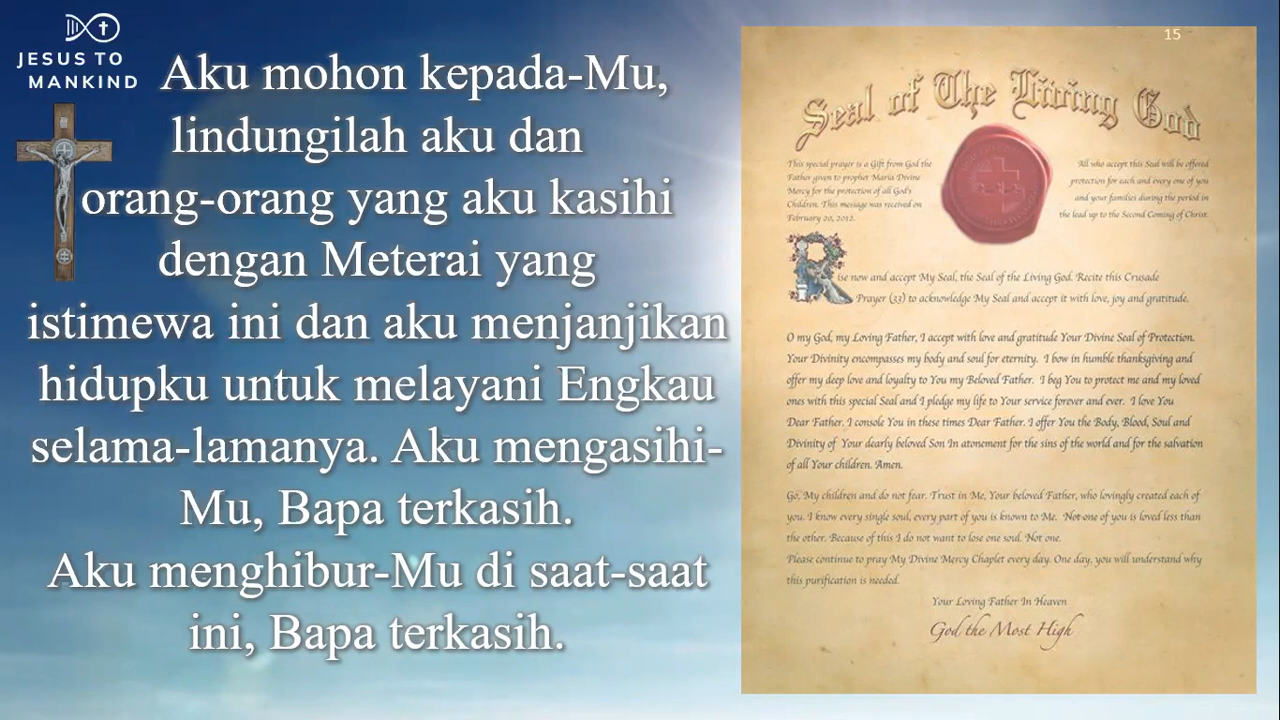 JESUS TO
MANKIND
Aku mohon kepada-Mu,
lindungilah aku dan
orang-orang yang aku kasihi
dengan Meterai yang
istimewa ini dan aku menjanjikan
hidupku untuk melayani Engkau
selama-lamanya. Aku mengasihi-
Mu, Bapa terkasih.
Aku menghibur-Mu di saat-saat
ini, Bapa terkasih.
15
Seal of The Living God
This special prayer is a Gift from God the
Father given to prophet Maria Divine
Mercy for the protection of all God's
Children. This message was received on
February 20, 2012.
All who accept this Seal will be offered
protection for each and every one of you
and your families during the period in
the lead up to the Second Coming of Christ.
Rise now and accept My Seal, the Seal of the Living God. Recite this Crusade
Prayer (33) to acknowledge My Seal and accept it with love, joy and gratitude.
O my God, my Loving Father, I accept with love and gratitude Your Divine Seal of Protection.
Your Divinity encompasses my body and soul for eternity. I bow in humble thanksgiving and
offer my deep love and loyalty to You my Beloved Father. I beg You to protect me and my loved
ones with this special Seal and I pledge my life to Your service forever and ever. I love You
Dear Father. I console You in these times Dear Father. I offer You the Body, Blood, Soul and
Divinity of Your dearly beloved Son In atonement for the sins of the world and for the salvation
of all Your children. Amen.
Go, My children and do not fear. Trust in Me, Your beloved Father, who lovingly created each of
you. I know every single soul, every part of you is known to Me. Not one of you is loved less than
the other. Because of this I do not want to lose one soul. Not one.
Please continue to pray My Divine Mercy Chaplet every day. One day, you will understand why
this purification is needed.
Your Loving Father In Heaven
God the Most High